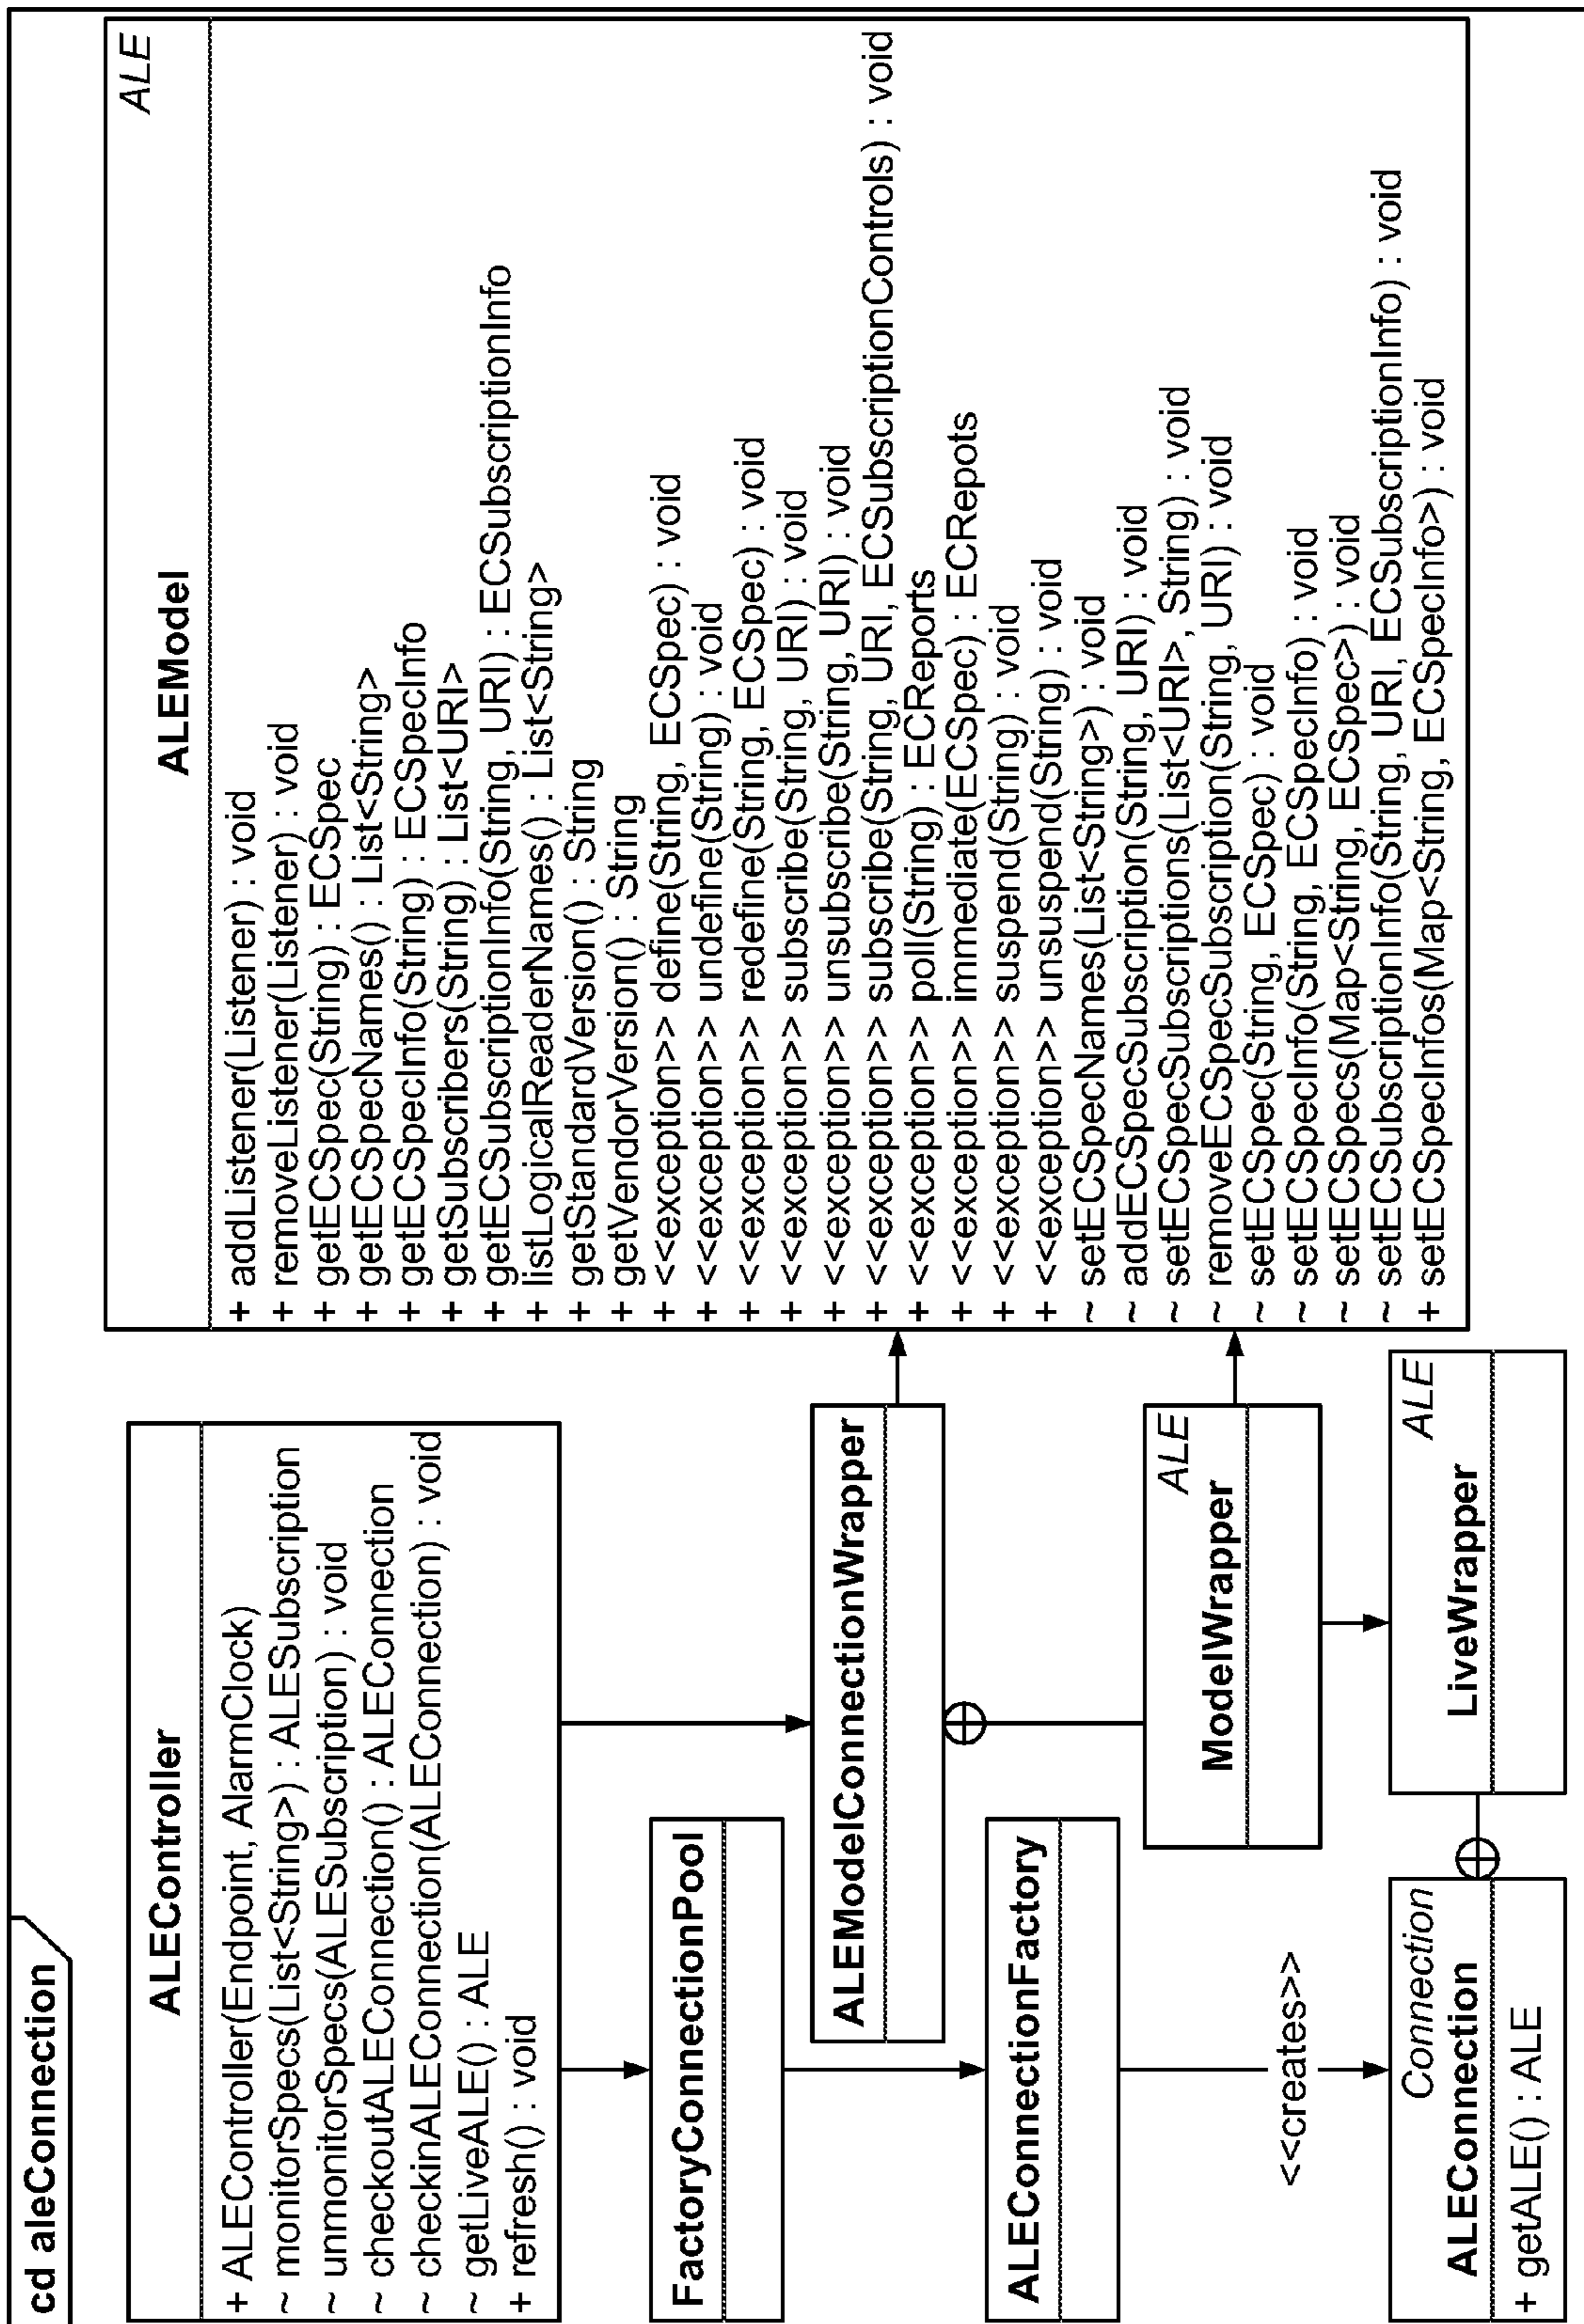 cd aleConnection
ALEController
+ ALEController(Endpoint, AlarmClock)
~ monitorSpecs(List<String>) : ALESubscription
~ unmonitorSpecs(ALESubscription) : void
~ checkoutALEConnection() : ALEConnection
~ checkinALEConnection(ALEConnection) : void
~ getLiveALE() : ALE
+ refresh() : void
FactoryConnectionPool
ALEModelConnectionWrapper
ALEConnectionFactory
ALE
ModelWrapper
<<creates>>
Connection
ALEConnection
+ getALE() : ALE
ALE
LiveWrapper
ALE
ALEModel
+ addListener(Listener) : void
+ removeListener(Listener) : void
+ getECSpec(String) : ECSpec
+ getECSpecNames() : List<String>
+ getECSpecInfo(String) : ECSpecInfo
+ getSubscribers(String) : List<URI>
+ getECSubscriptionInfo(String, URI) : ECSubscriptionInfo
+ listLogicalReaderNames() : List<String>
+ getStandardVersion() : String
+ getVendorVersion() : String
+ <<exception>> define(String, ECSpec) : void
+ <<exception>> undefine(String) : void
+ <<exception>> redefine(String, ECSpec) : void
+ <<exception>> subscribe(String, URI) : void
+ <<exception>> unsubscribe(String, URI) : void
+ <<exception>> subscribe(String, URI, ECSubscriptionControls) : void
+ <<exception>> poll(String) : ECReports
+ <<exception>> immediate(ECSpec) : ECRepots
+ <<exception>> suspend(String) : void
+ <<exception>> unsuspend(String) : void
~ setECSpecNames(List<String>) : void
~ addECSpecSubscription(String, URI) : void
~ setECSpecSubscriptions(List<URI>, String) : void
~ removeECSpecSubscription(String, URI) : void
~ setECSpec(String, ECSpec) : void
~ setECSpecInfo(String, ECSpecInfo) : void
~ setECSpecs(Map<String, ECSpec>) : void
~ setECSubscriptionInfo(String, URI, ECSubscriptionInfo) : void
+ setECSpecInfos(Map<String, ECSpecInfo>) : void